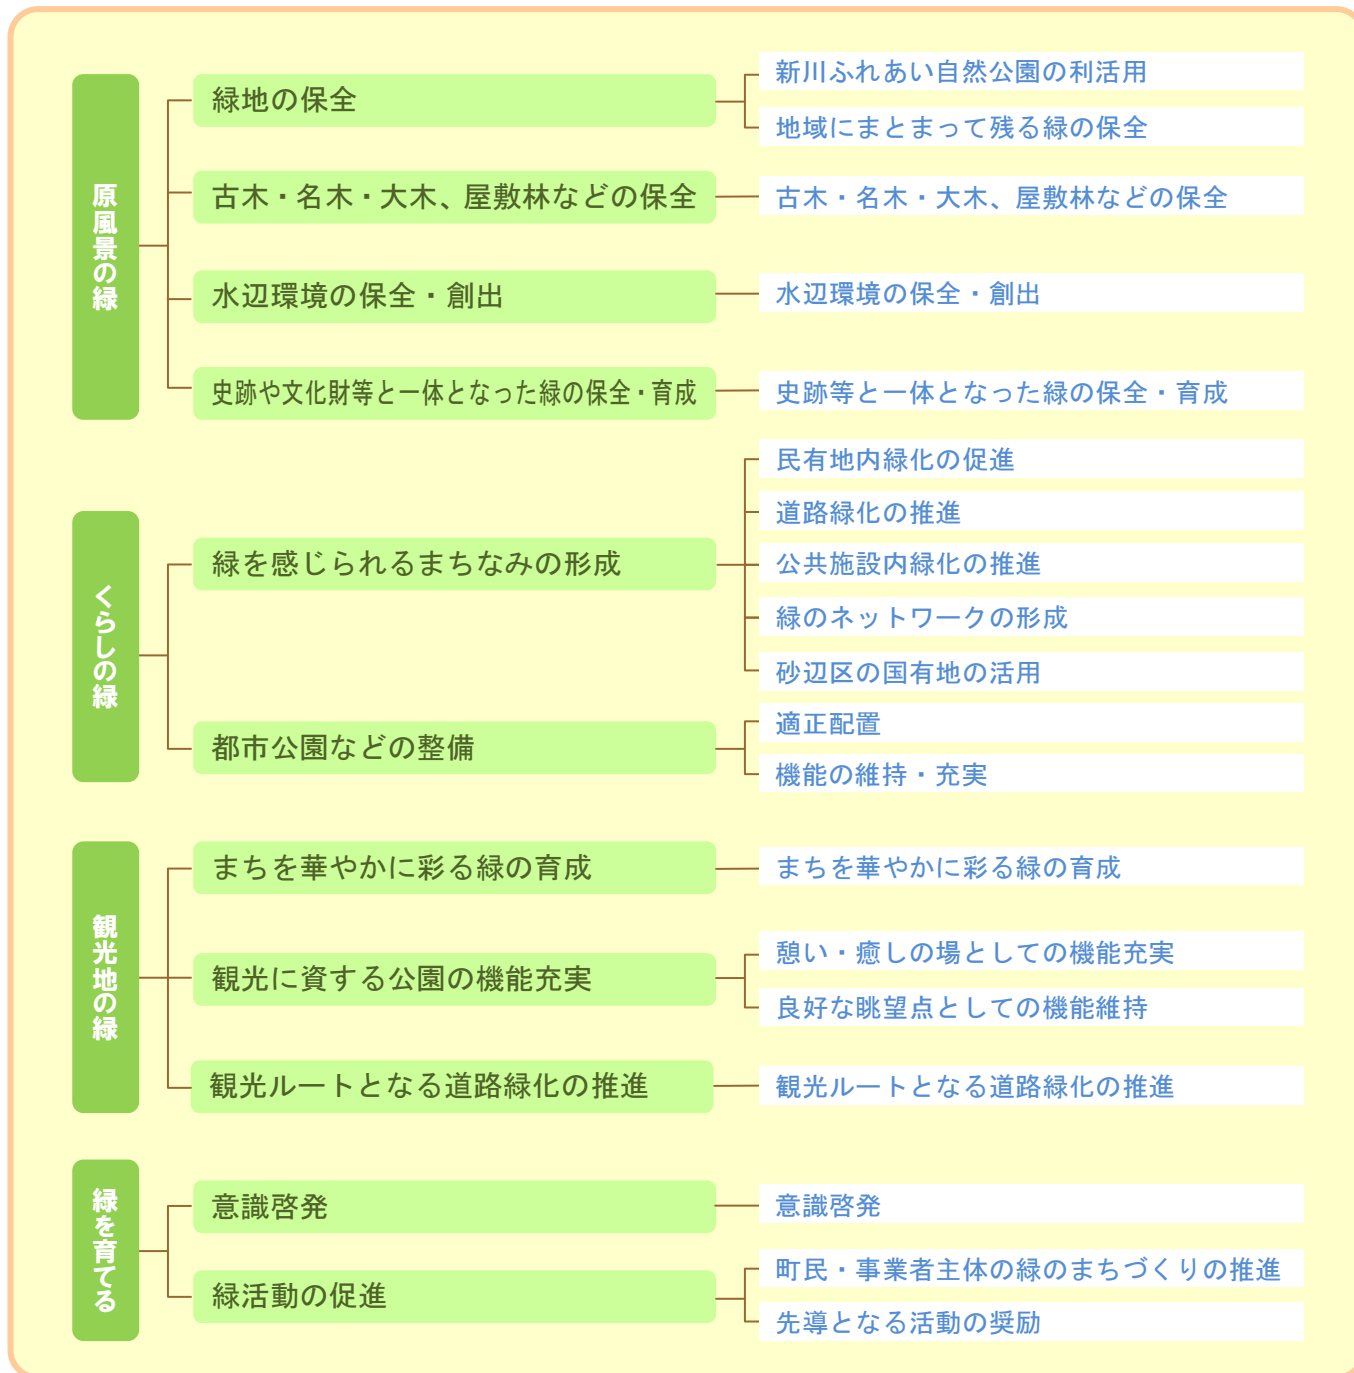 原風景の緑
緑地の保全
新川ふれあい自然公園の利活用
地域にまとまって残る緑の保全
古木・名木・大木、屋敷林などの保全
古木・名木・大木、屋敷林などの保全
水辺環境の保全・創出
水辺環境の保全・創出
史跡や文化財等と一体となった緑の保全・育成
史跡等と一体となった緑の保全・育成
くらしの緑
緑を感じられるまちなみの形成
民有地内緑化の促進
道路緑化の推進
公共施設内緑化の推進
緑のネットワークの形成
砂辺区の国有地の活用
都市公園などの整備
適正配置
機能の維持・充実
観光地の緑
まちを華やかに彩る緑の育成
まちを華やかに彩る緑の育成
観光に資する公園の機能充実
憩い・癒しの場としての機能充実
良好な眺望点としての機能維持
観光ルートとなる道路緑化の推進
観光ルートとなる道路緑化の推進
緑を育てる
意識啓発
意識啓発
緑活動の促進
町民・事業者主体の緑のまちづくりの推進
先導となる活動の奨励